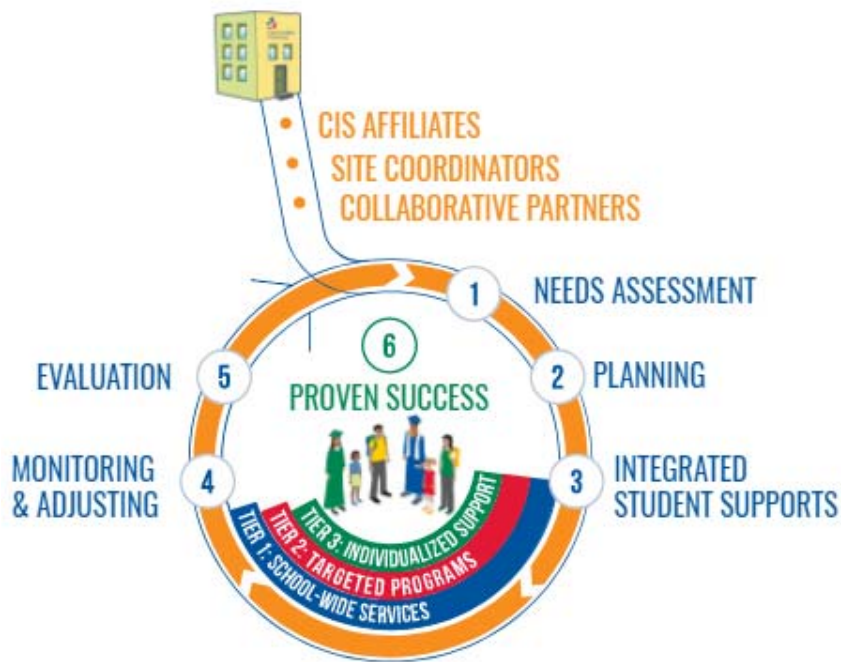 CIS AFFILIATES
SITE COORDINATORS
COLLABORATIVE PARTNERS
1
NEEDS ASSESSMENT
2
PLANNING
3
INTEGRATED
STUDENT SUPPORTS
4
MONITORING
& ADJUSTING
5
EVALUATION
6
PROVEN SUCCESS
TIER 3: INDIVIDUALIZED SUPPORT
TIER 2: TARGETED PROGRAMS
TIER 1: SCHOOL-WIDE SERVICES